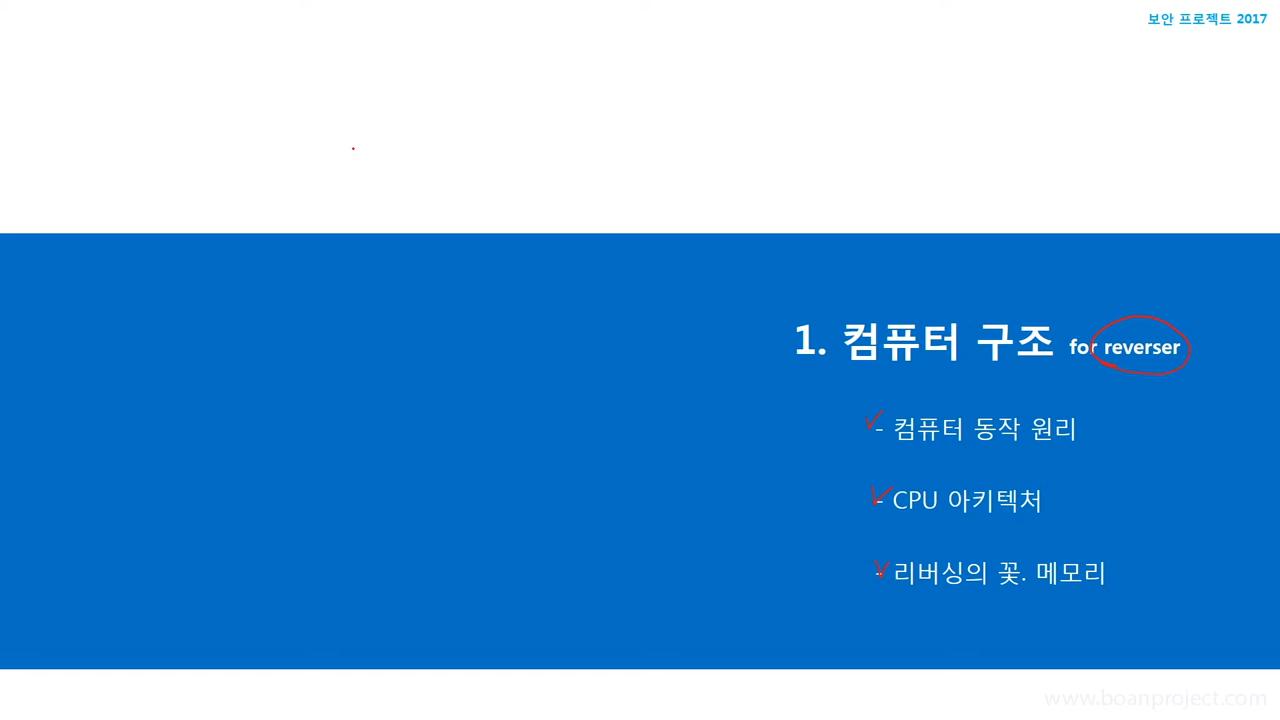 보안 프로젝트 2017
1. 컴퓨터 구조 for reverser
- 컴퓨터 동작 원리
- CPU 아키텍처
- 리버싱의 꽃. 메모리
www.boanproject.com